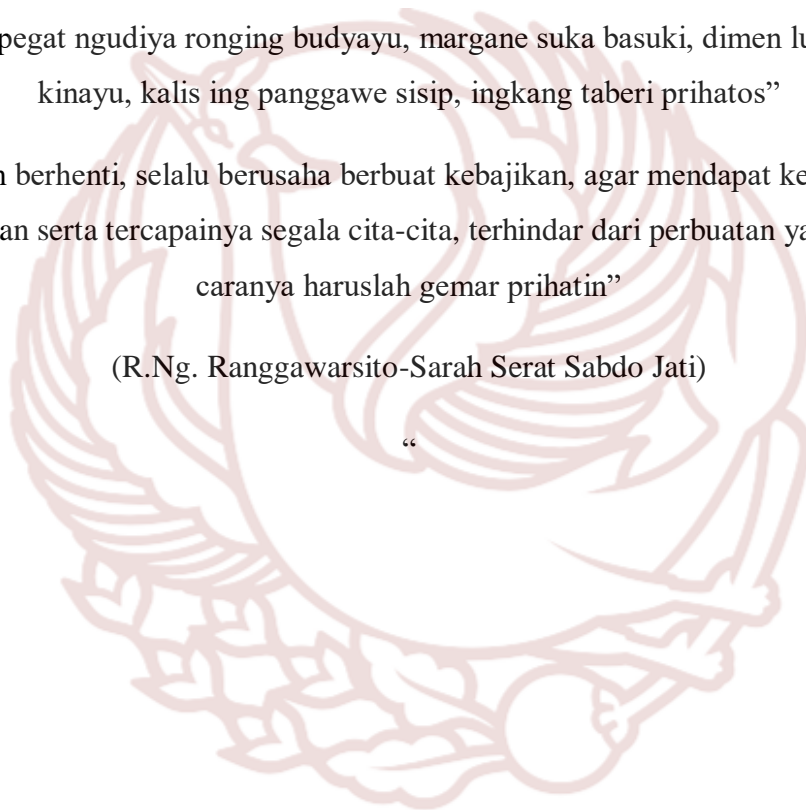 pegat ngudiya ronging budyayu, margane suka basuki, dimen lu
kinayu, kalis ing panggawe sisip, ingkang taberi prihatos”
berhenti, selalu berusaha berbuat kebajikan, agar mendapat ke
an serta tercapainya segala cita-cita, terhindar dari perbuatan ya
caranya haruslah gemar prihatin”
(R.Ng. Ranggawarsito-Sarah Serat Sabdo Jati)
“